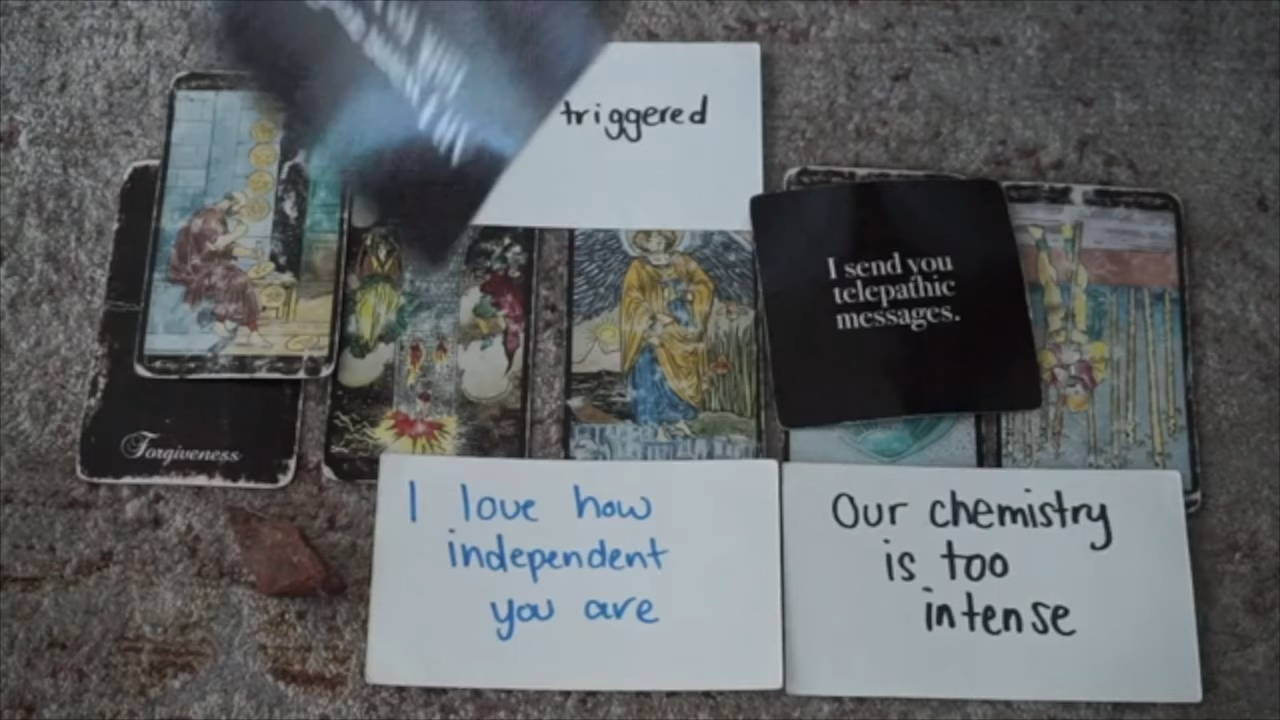 triggered
I send you
telepathic
messages.
Forgiveness
I love how
independent
you are
Our chemistry
is too
intense